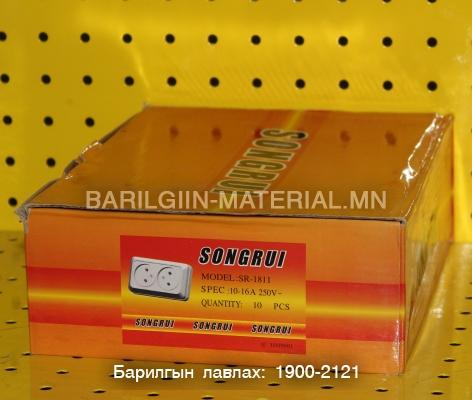 SONGRUI
BARILGIIN-MATERIAL.MN
SONGRUI
MODEL:SR-1811
SPEC :10-16A 250V~
QUANTITY: 10 PCS
SONGRUI SONGRUI SONGRUI
Барилгын лавлах: 1900-2121